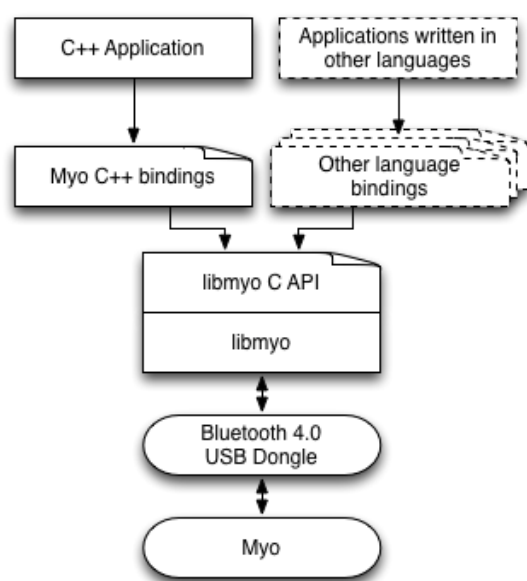 C++ Application
Applications written in
other languages
Myo C++ bindings
Other language
bindings
libmyo C API
libmyo
Bluetooth 4.0
USB Dongle
Myo